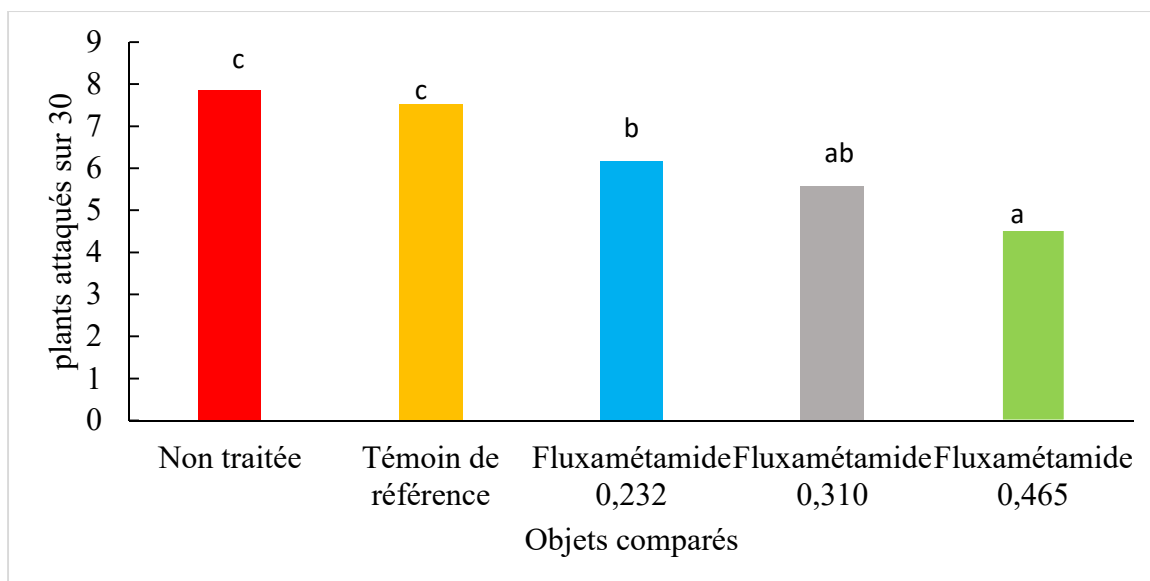 plants attaqués sur 30
9
8
7
6
5
4
3
2
1
0
c
c
b
ab
a
Non traitée
Témoin de
référence
Fluxamétamide
0,232
Fluxamétamide
0,310
Fluxamétamide
0,465
Objets comparés